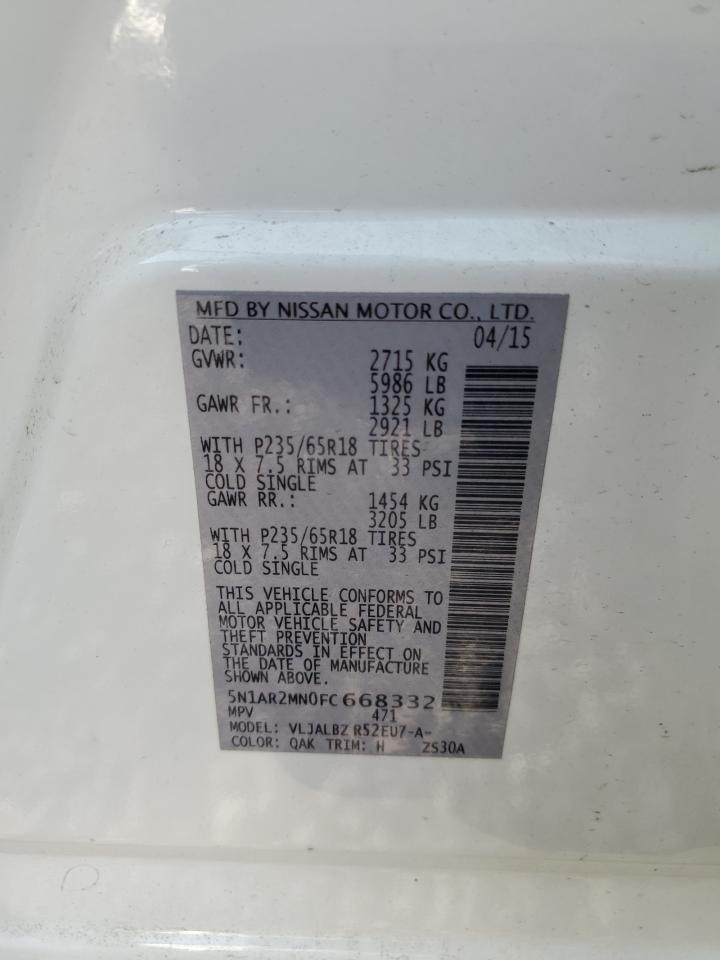 MFD BY NISSAN MOTOR CO., LTD.
DATE: 04/15
GVWR: 2715 KG
5986 LB
GAWR FR.: 1325 KG
2921 LB
WITH P235/65R18 TIRES
18 X 7.5 RIMS AT 33 PSI
COLD SINGLE
GAWR RR.: 1454 KG
3205 LB
WITH P235/65R18 TIRES
18 X 7.5 RIMS AT 33 PSI
COLD SINGLE
THIS VEHICLE CONFORMS TO
ALL APPLICABLE FEDERAL
MOTOR VEHICLE SAFETY AND
THEFT PREVENTION
STANDARDS IN EFFECT ON
THE DATE OF MANUFACTURE
SHOWN ABOVE.
5N1AR2MN0FC668332
MPV 471
MODEL: VLJALBZ R52EU7-A-
COLOR: QAK TRIM: H ZS30A